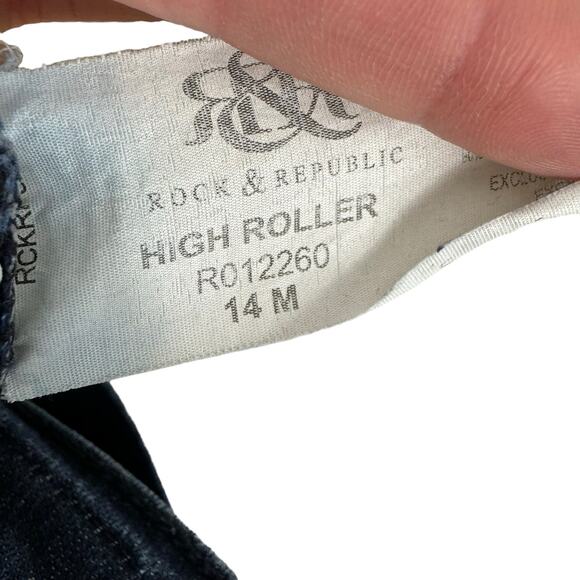 ROCK & REPUBLIC
HIGH ROLLER
R012260
14 M